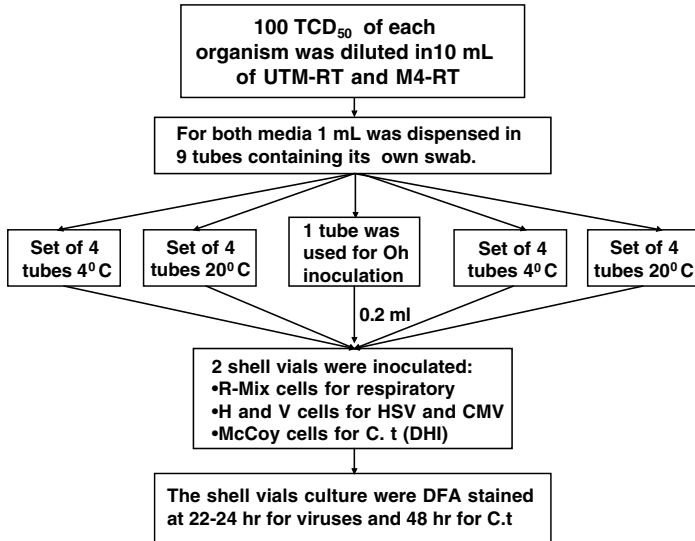 100 TCD50 of each
organism was diluted in10 mL
of UTM-RT and M4-RT
For both media 1 mL was dispensed in
9 tubes containing its own swab.
Set of 4
tubes 4⁰ C
Set of 4
tubes 20⁰ C
1 tube was
used for Oh
inoculation
Set of 4
tubes 4⁰ C
Set of 4
tubes 20⁰ C
0.2 ml
2 shell vials were inoculated:
•R-Mix cells for respiratory
•H and V cells for HSV and CMV
•McCoy cells for C. t (DHI)
The shell vials culture were DFA stained
at 22-24 hr for viruses and 48 hr for C.t